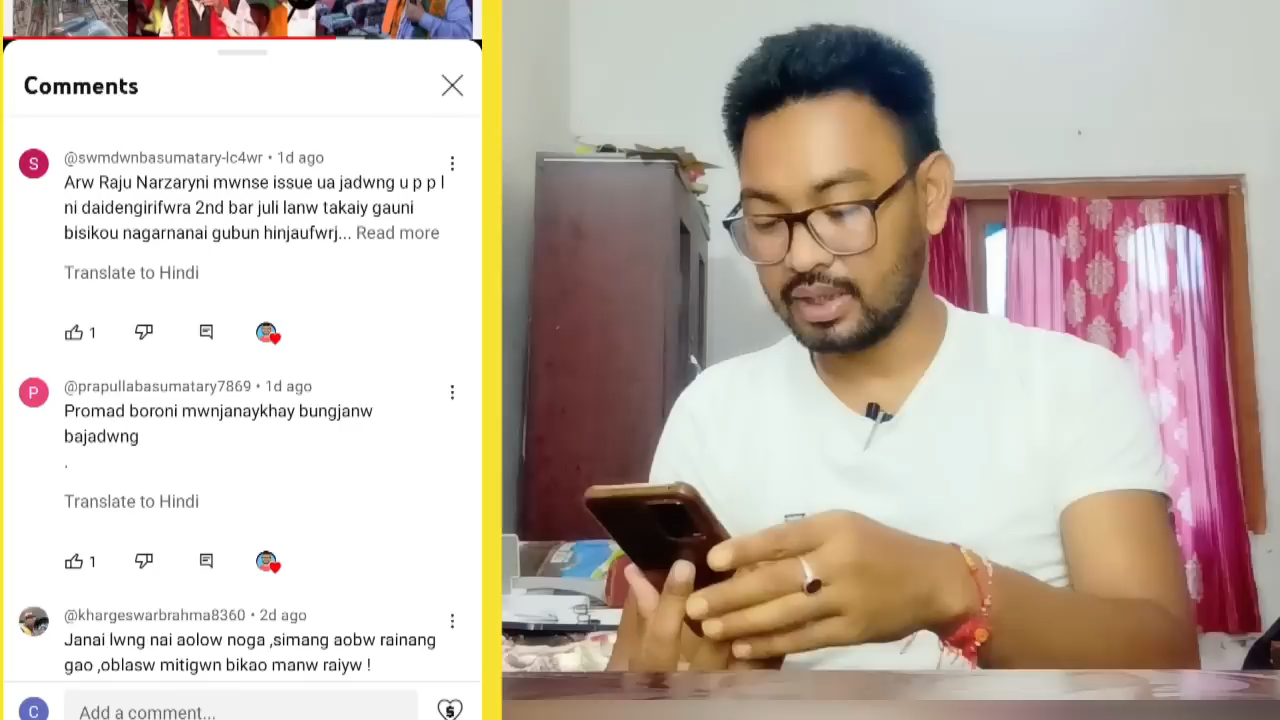 Comments
@swmdwnbasumatary-lc4wr • 1d ago
Arw Raju Narzaryni mwnse issue ua jadwng u p p l
ni daidengirifwra 2nd bar juli lanw takaiy gauni
bisikou nagarnanai gubun hinjaufwrj... Read more
Translate to Hindi
1
@prapullabasumatary7869 • 1d ago
Promad boroni mwnjanaykhay bungjanw
bajadwng
.
Translate to Hindi
1
@khargeswarbrahma8360 • 2d ago
Janai lwng nai aolow noga ,simang aobw rainang
gao ,oblasw mitigwn bikao manw raiyw !
Add a comment...
S
P
C